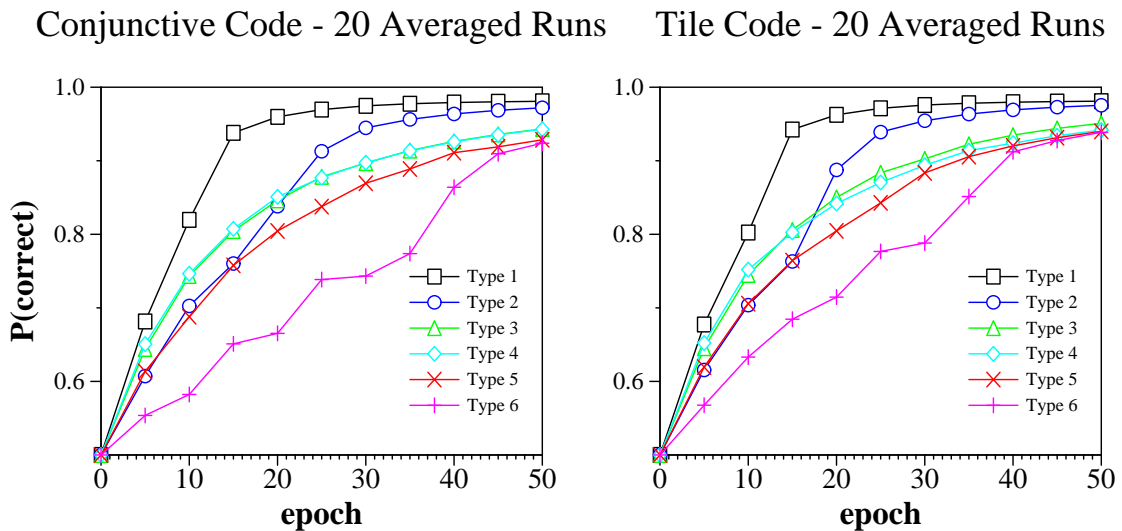 Conjunctive Code - 20 Averaged Runs
Tile Code - 20 Averaged Runs
P(correct)
1.0
0.8
0.6
0 10 20 30 40 50
epoch
Type 1
Type 2
Type 3
Type 4
Type 5
Type 6
1.0
0.8
0.6
0 10 20 30 40 50
epoch
Type 1
Type 2
Type 3
Type 4
Type 5
Type 6